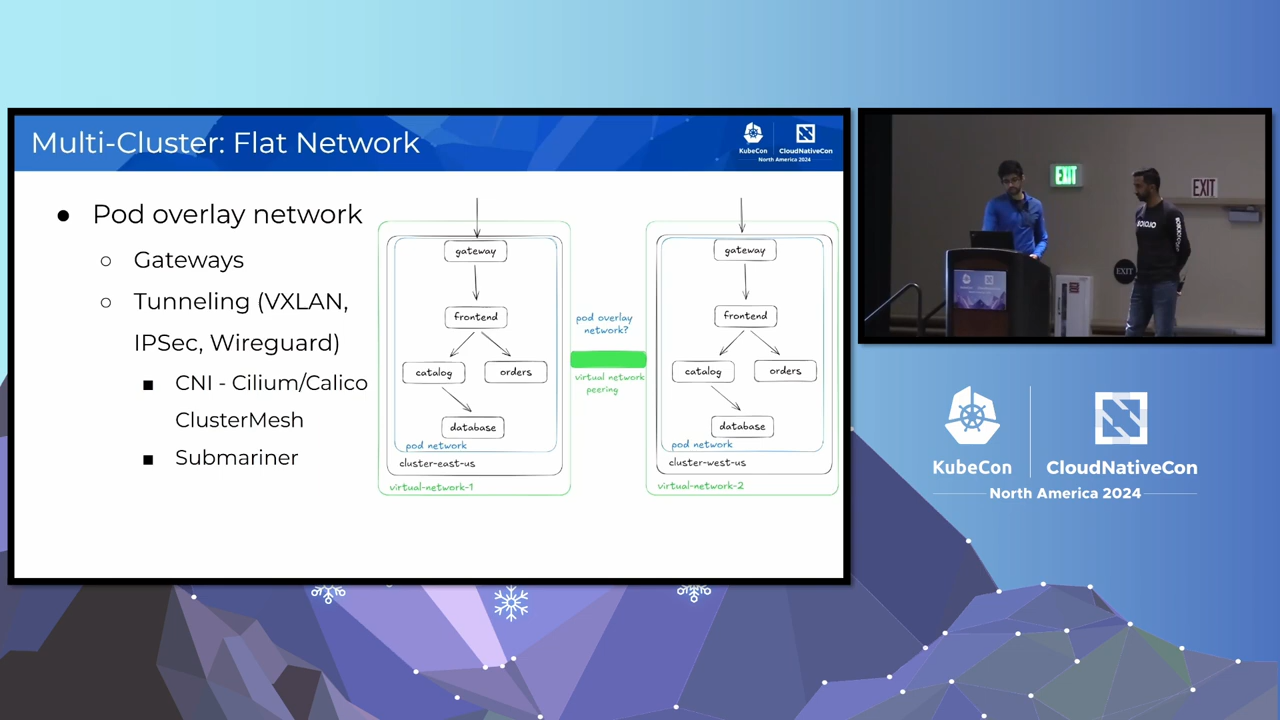 Multi-Cluster: Flat Network
KubeCon
CloudNativeCon
North America 2024
● Pod overlay network
○ Gateways
○ Tunneling (VXLAN,
IPSec, Wireguard)
■ CNI - Cilium/Calico
ClusterMesh
■ Submariner
gateway
frontend
catalog
orders
database
pod network
cluster-east-us
virtual-network-1
pod overlay
network?
virtual network
peering
gateway
frontend
catalog
orders
database
pod network
cluster-west-us
virtual-network-2
EXIT
EXIT
EXIT
KubeCon
CloudNativeCon
North America 2024